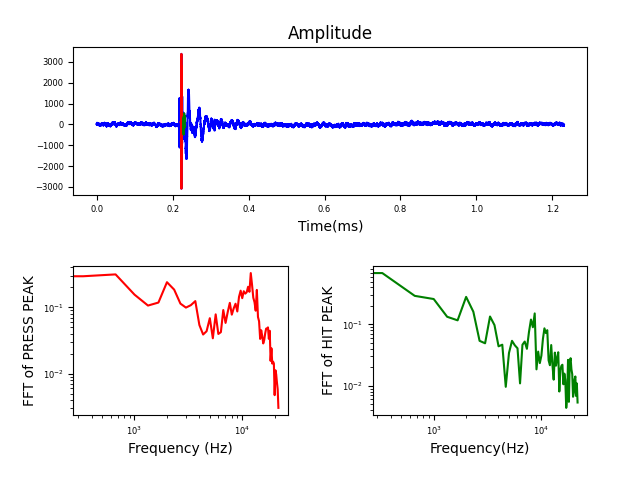 Amplitude
3000
2000
1000
0
−1000
−2000
−3000
0.0 0.2 0.4 0.6 0.8 1.0 1.2
Time(ms)
FFT of PRESS PEAK
10⁻¹
10⁻²
10³ 10⁴
Frequency (Hz)
FFT of HIT PEAK
10⁻¹
10⁻²
10³ 10⁴
Frequency(Hz)